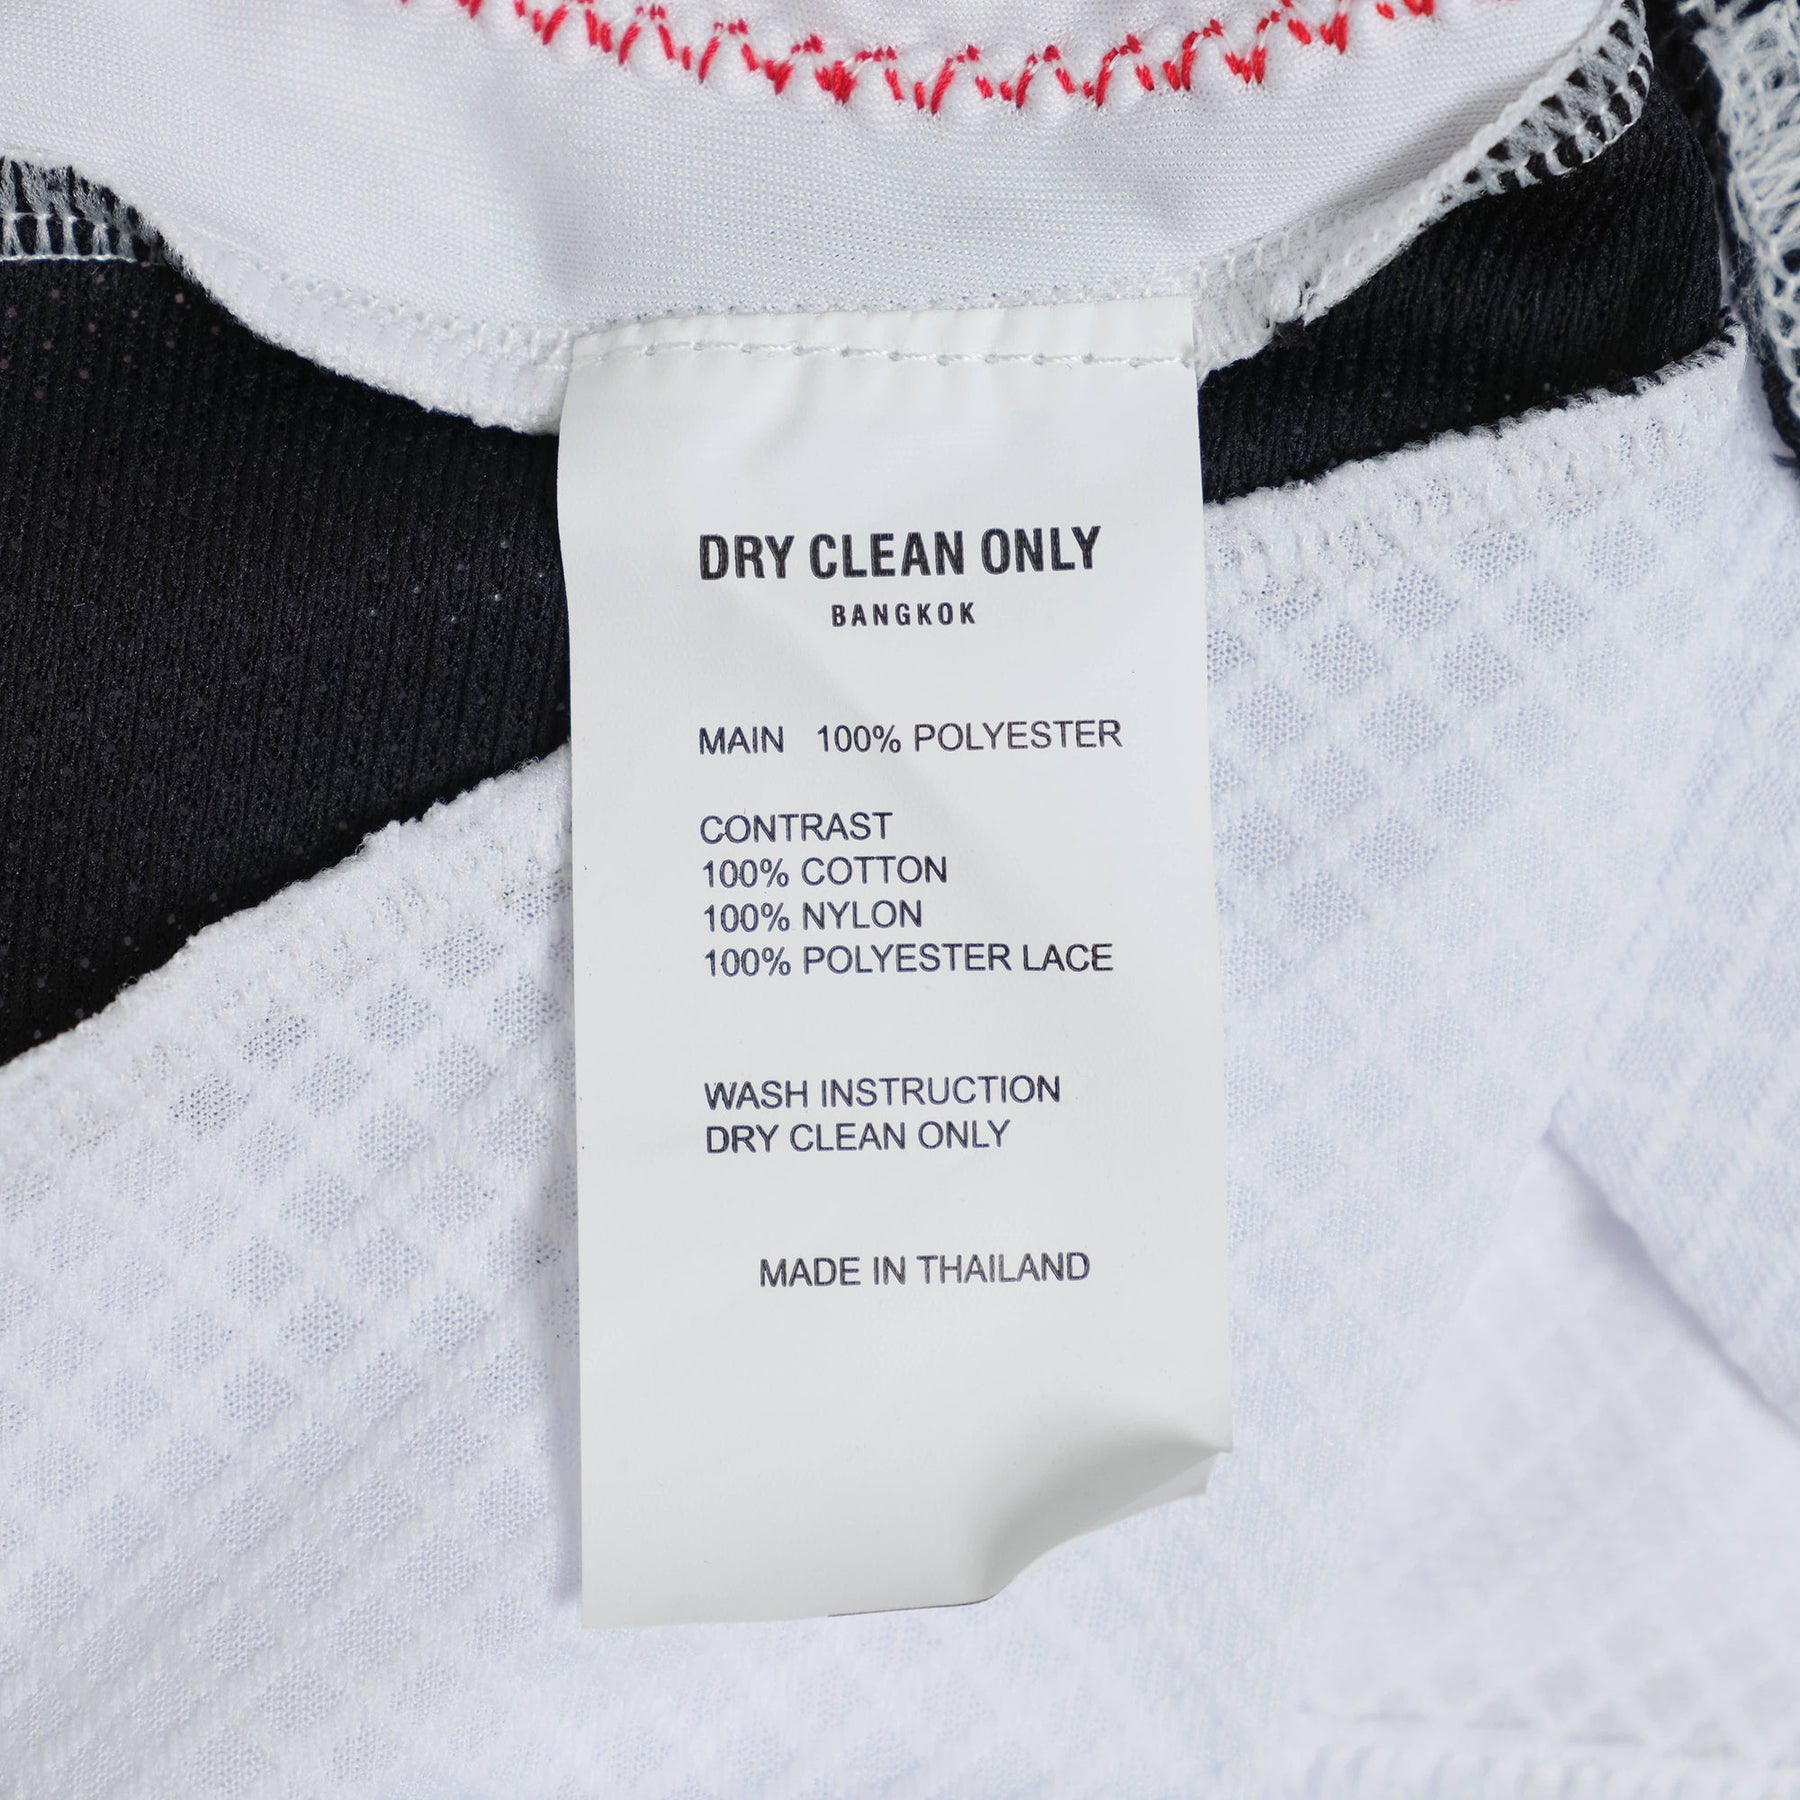 DRY CLEAN ONLY
BANGKOK
MAIN 100% POLYESTER
CONTRAST
100% COTTON
100% NYLON
100% POLYESTER LACE
WASH INSTRUCTION
DRY CLEAN ONLY
MADE IN THAILAND